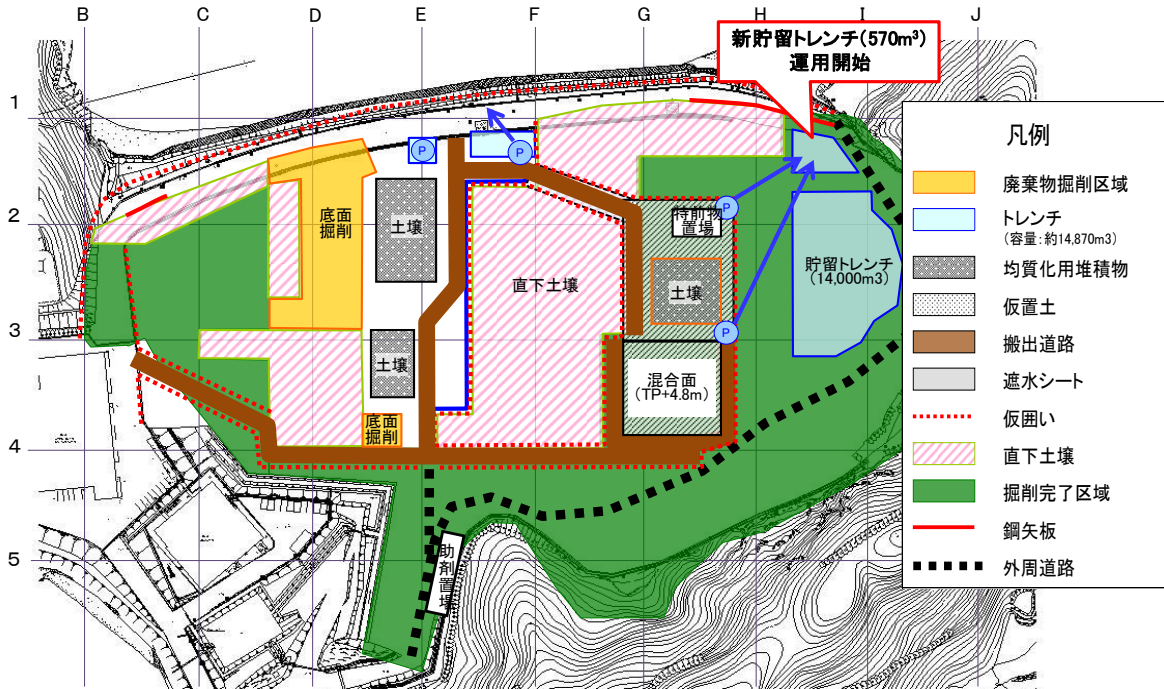 B C D E F G H I J
新貯留トレンチ(570m³)
運用開始
1
2
3
4
5
P
P
P
P
底面
掘削
土壌
特前物
置場
直下土壌
土壌
貯留トレンチ
(14,000m3)
土壌
混合面
(TP+4.8m)
底面
掘削
助剤置場
凡例
廃棄物掘削区域
トレンチ
(容量:約14,870m3)
均質化用堆積物
仮置土
搬出道路
遮水シート
仮囲い
直下土壌
掘削完了区域
鋼矢板
外周道路